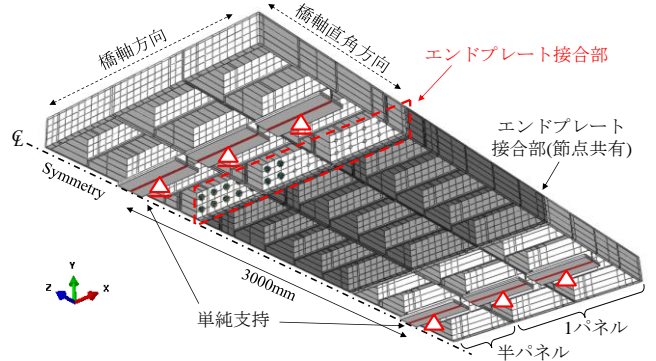 橋軸方向
橋軸直角方向
エンドプレート接合部
エンドプレート
接合部(節点共有)
℄
Symmetry
3000mm
単純支持
1パネル
半パネル
Y
Z
X